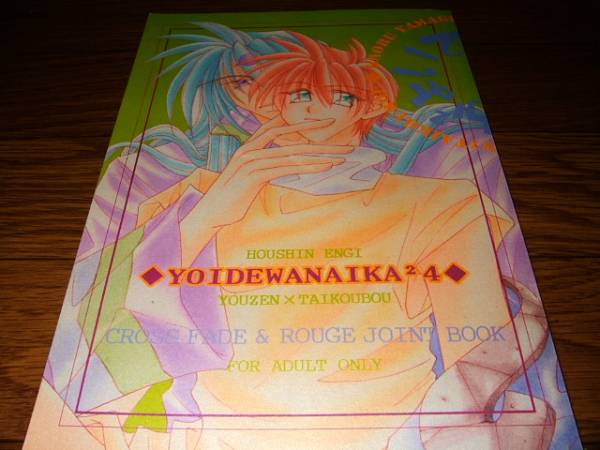 HOUSHIN ENGI
◆YOIDEWANAIKA²4◆
YOUZEN×TAIKOUBOU
CROSS FADE & ROUGE JOINT BOOK
FOR ADULT ONLY